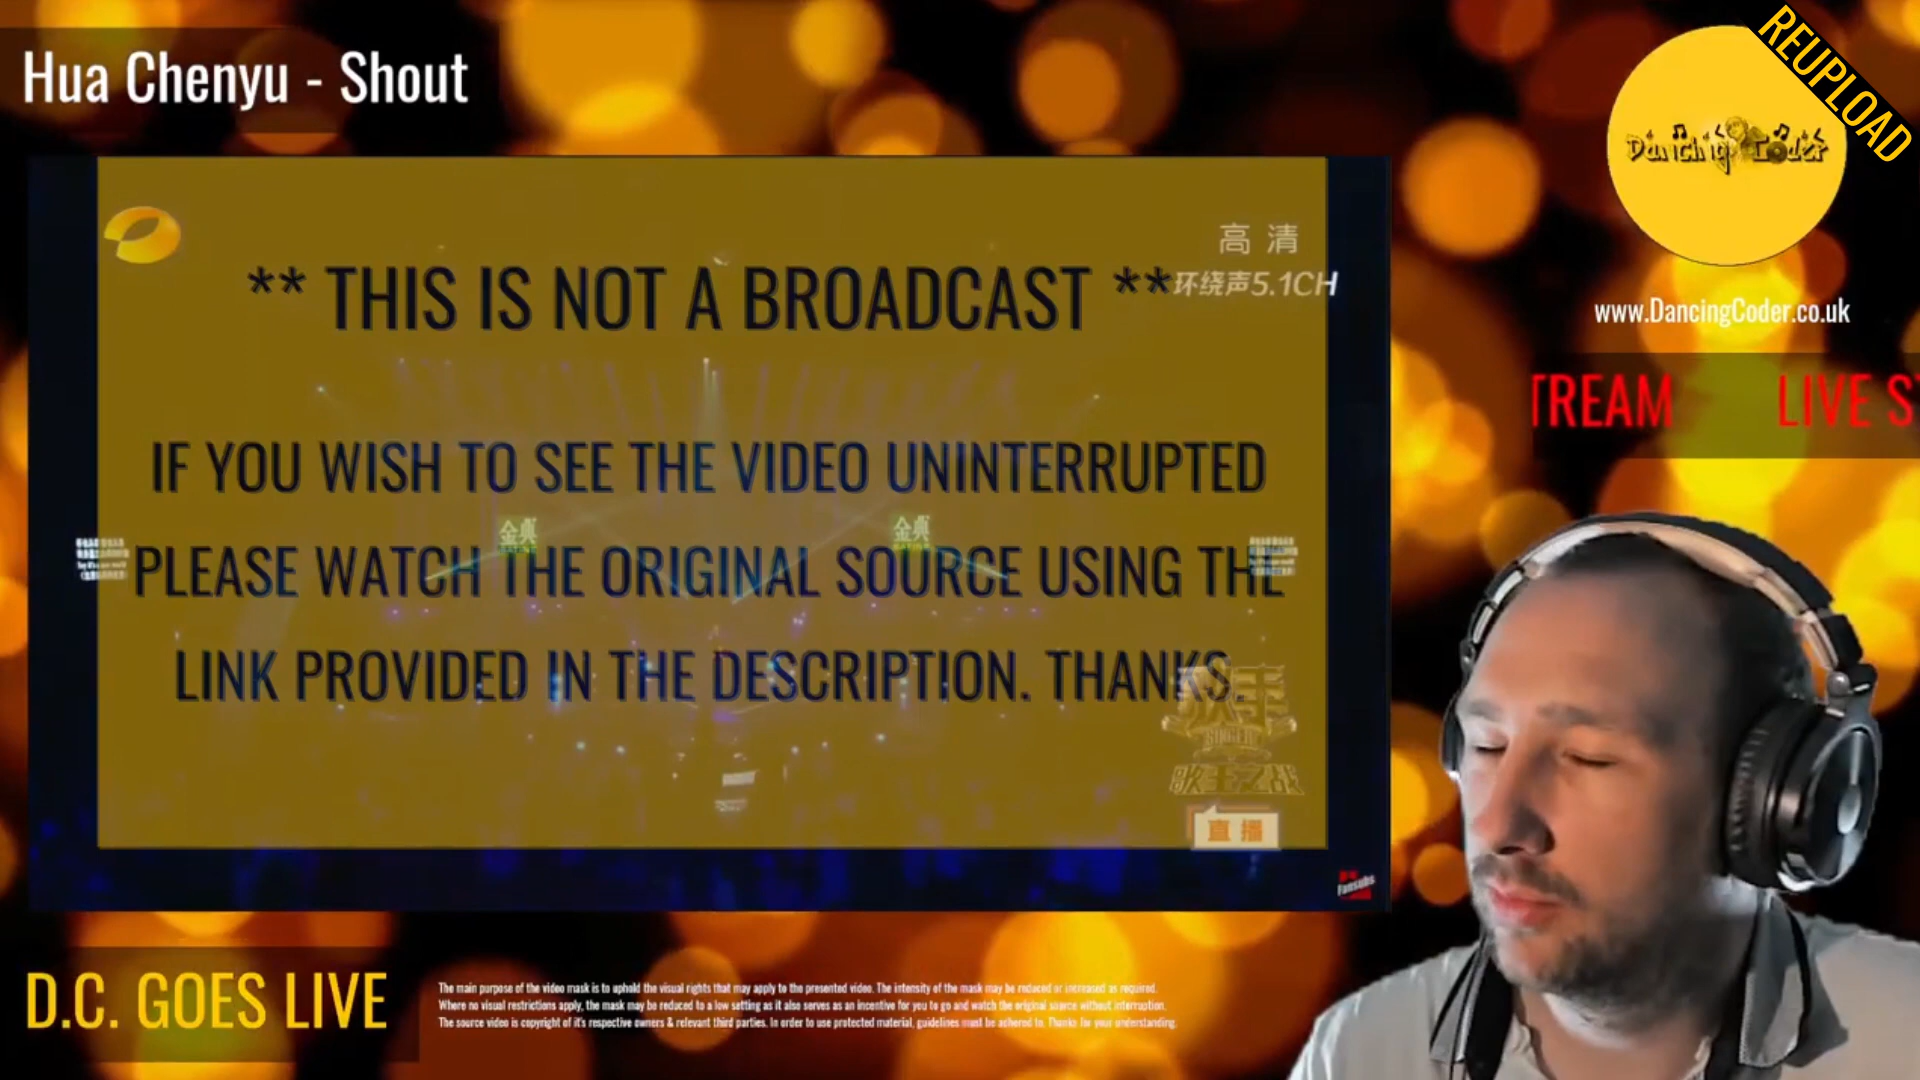 Hua Chenyu - Shout
REUPLOAD
Dancing Coder
www.DancingCoder.co.uk
TREAM LIVE S
高清
环绕声5.1CH
** THIS IS NOT A BROADCAST **
IF YOU WISH TO SEE THE VIDEO UNINTERRUPTED
金典
金典
PLEASE WATCH THE ORIGINAL SOURCE USING THE
LINK PROVIDED IN THE DESCRIPTION. THANKS.
歌手
SINGER
歌王之战
直播
Fansubs
D.C. GOES LIVE
The main purpose of the video mask is to uphold the visual rights that may apply to the presented video. The intensity of the mask may be reduced or increased as required.
Where no visual restrictions apply, the mask may be reduced to a low setting as it also serves as an incentive for you to go and watch the original source without interruption.
The source video is copyright of it's respective owners & relevant third parties. In order to use protected material, guidelines must be adhered to. Thanks for your understanding.